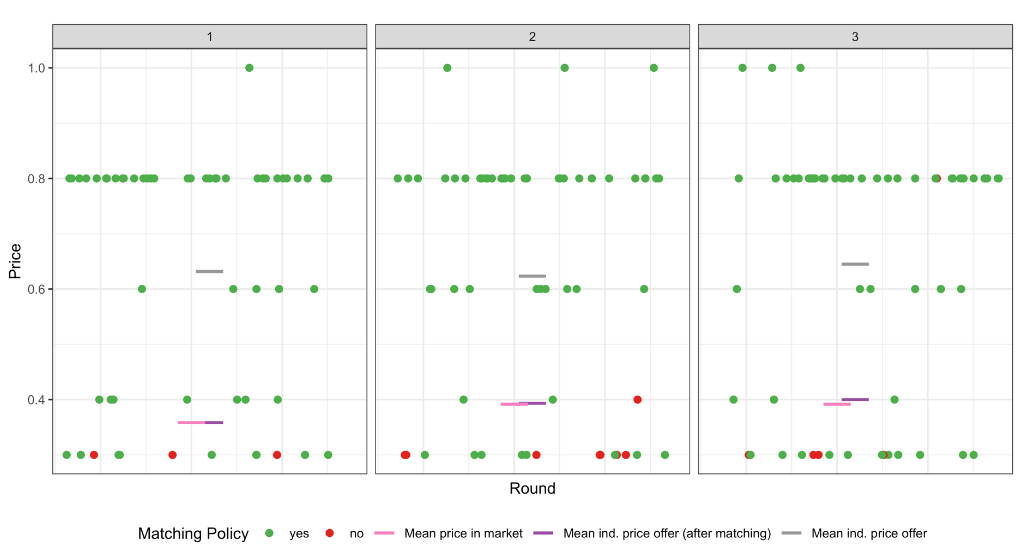 1 2 3
1.0
0.8
0.6
0.4
Price
Round
Matching Policy yes no Mean price in market Mean ind. price offer (after matching) Mean ind. price offer